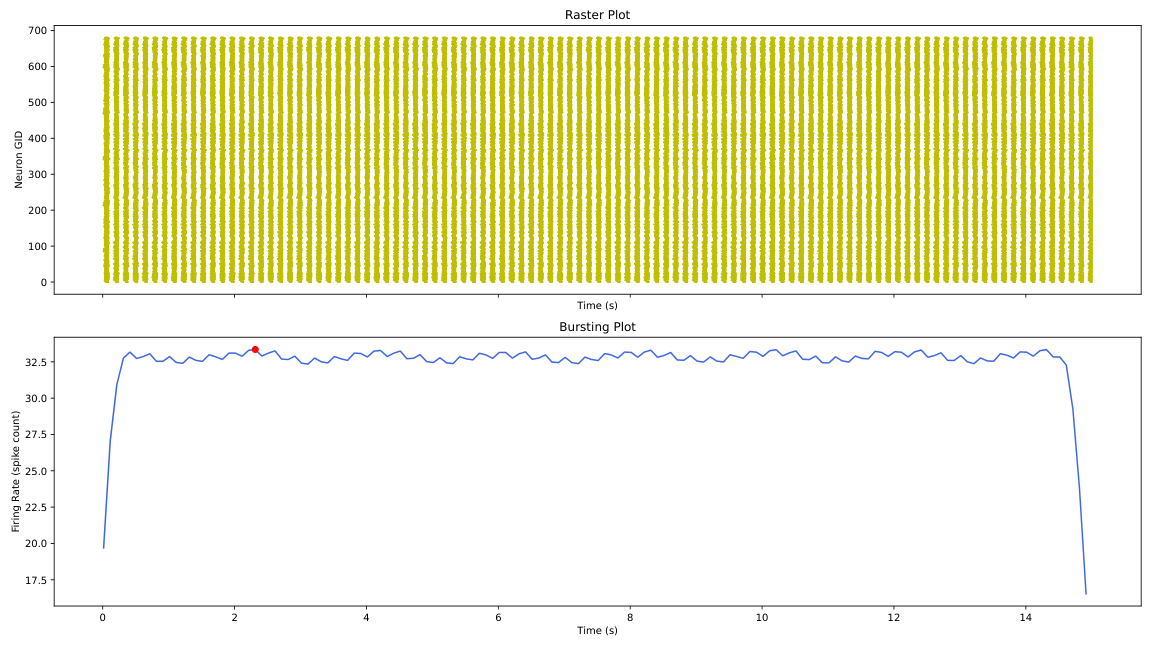 Raster Plot
700
600
500
400
300
200
100
0
Neuron GID
Time (s)
Bursting Plot
32.5
30.0
27.5
25.0
22.5
20.0
17.5
Firing Rate (spike count)
0 2 4 6 8 10 12 14
Time (s)